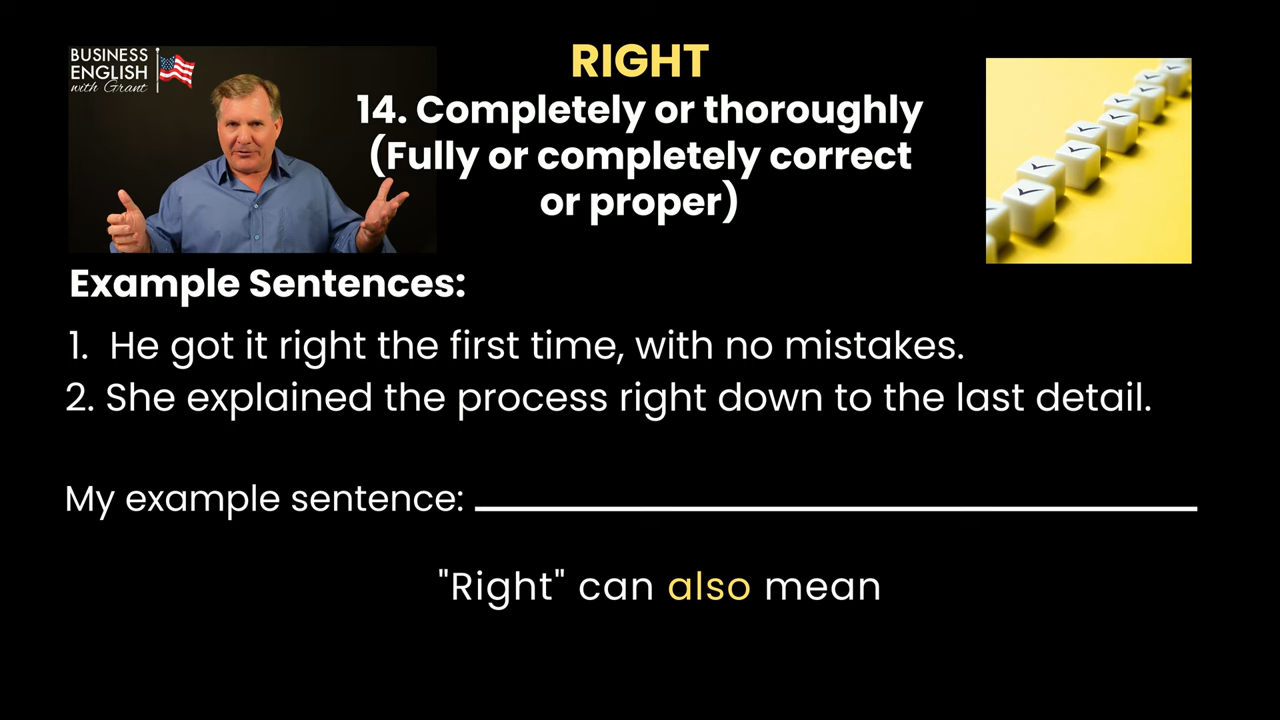 BUSINESS
ENGLISH
with Grant
RIGHT
14. Completely or thoroughly
(Fully or completely correct
or proper)
Example Sentences:
1. He got it right the first time, with no mistakes.
2. She explained the process right down to the last detail.
My example sentence:
"Right" can also mean